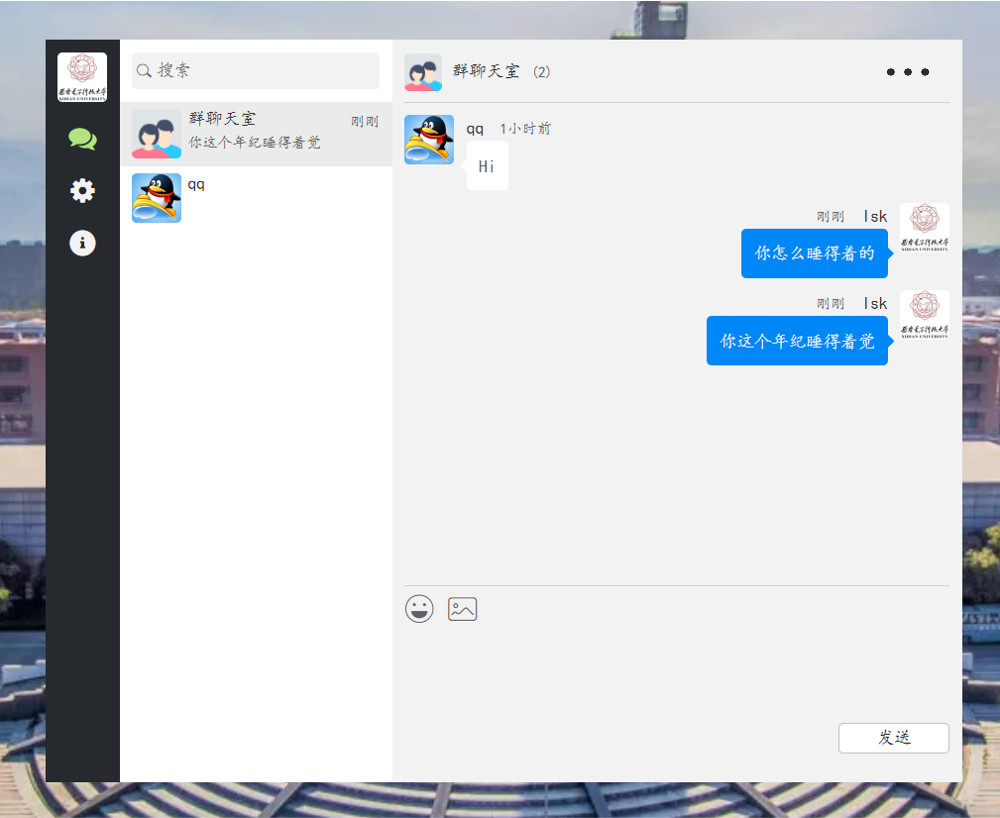 搜索
群聊天室
刚刚
你这个年纪睡得着觉
qq
群聊天室 (2)
qq 1小时前
Hi
刚刚 lsk
你怎么睡得着的
刚刚 lsk
你这个年纪睡得着觉
发送